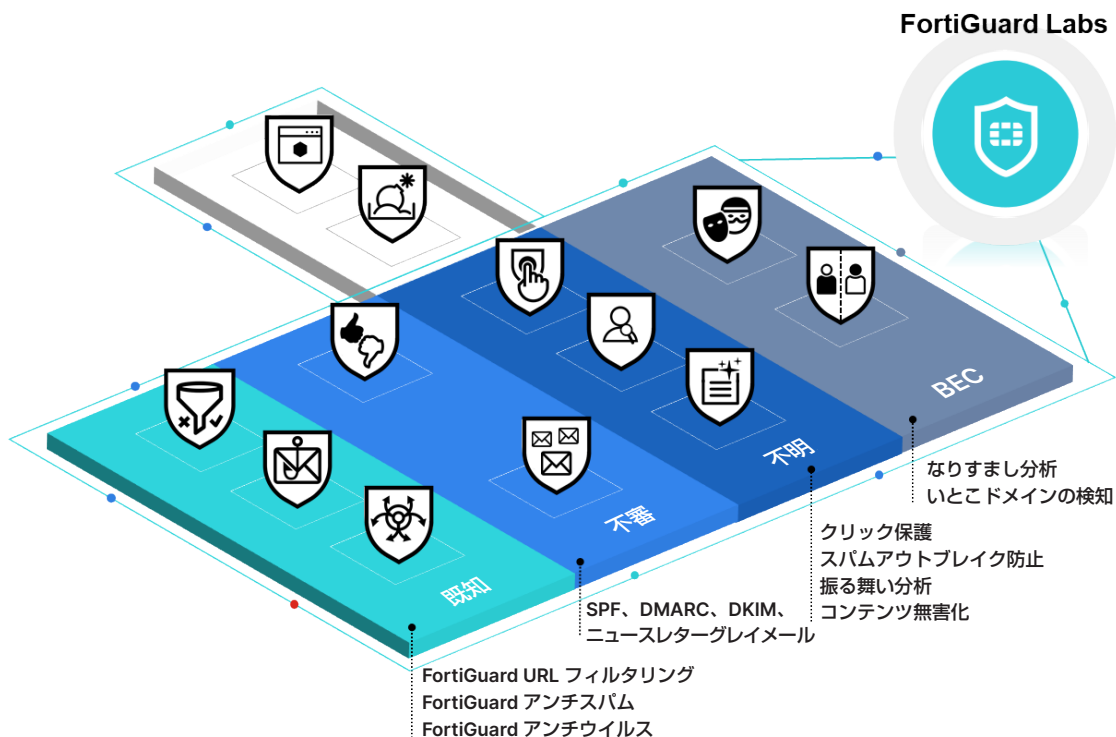 FortiGuard Labs
BEC
なりすまし分析
いとこドメインの検知
不明
クリック保護
スパムアウトブレイク防止
振る舞い分析
コンテンツ無害化
不審
SPF、DMARC、DKIM、
ニュースレターグレイメール
既知
FortiGuard URL フィルタリング
FortiGuard アンチスパム
FortiGuard アンチウイルス